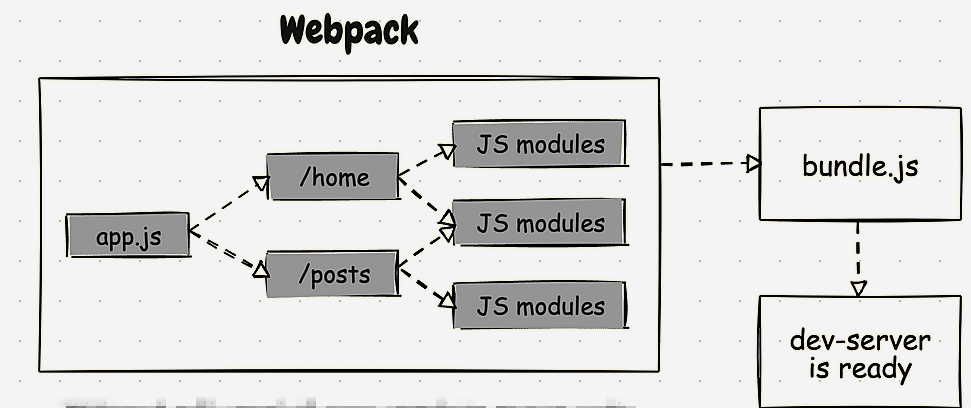 Webpack
app.js
/home
/posts
JS modules
JS modules
JS modules
bundle.js
dev-server
is ready